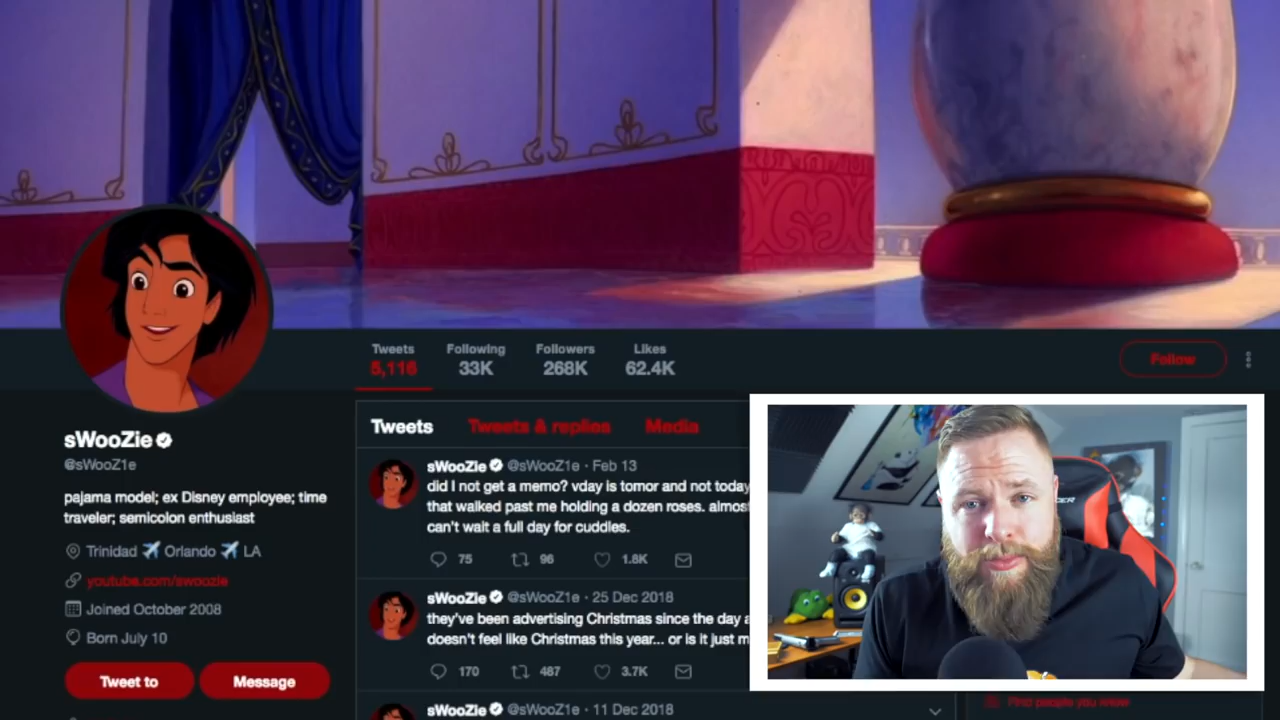 Tweets
5,116
Following
33K
Followers
268K
Likes
62.4K
Follow
sWooZie
@sWooZ1e
pajama model; ex Disney employee; time
traveler; semicolon enthusiast
Trinidad ✈️ Orlando ✈️ LA
youtube.com/swoozie
Joined October 2008
Born July 10
Tweet to
Message
Tweets
Tweets & replies
Media
sWooZie @sWooZ1e · Feb 13
did I not get a memo? vday is tomor and not today
that walked past me holding a dozen roses. almost
can't wait a full day for cuddles.
75
96
1.8K
sWooZie @sWooZ1e · 25 Dec 2018
they've been advertising Christmas since the day a
doesn't feel like Christmas this year... or is it just m
170
487
3.7K
sWooZie @sWooZ1e · 11 Dec 2018
Find people you know